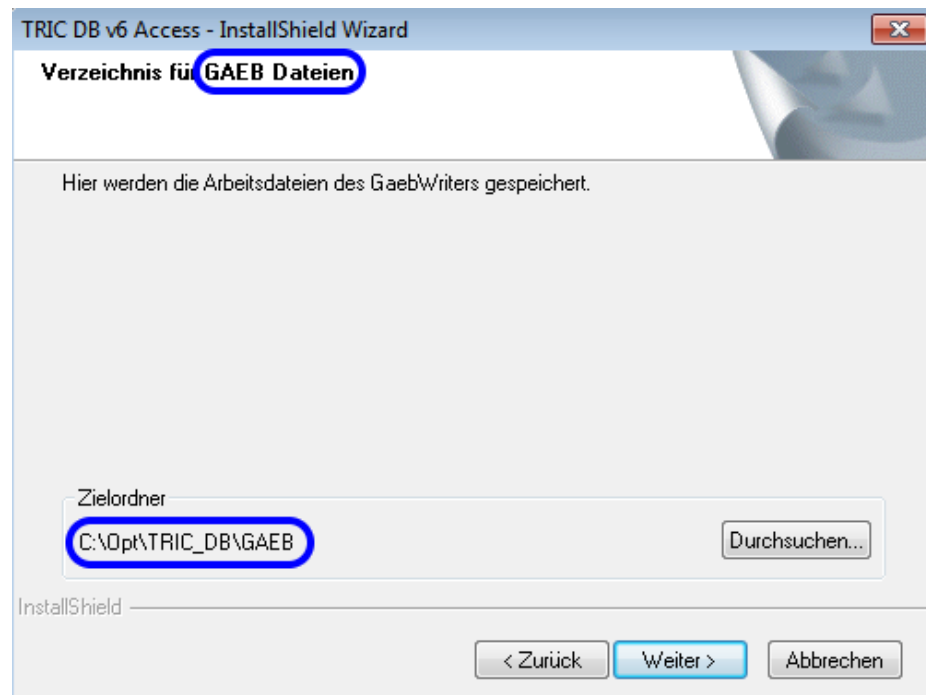 TRIC DB v6 Access - InstallShield Wizard
Verzeichnis für GAEB Dateien
Hier werden die Arbeitsdateien des GaebWriters gespeichert.
Zielordner
C:\Opt\TRIC_DB\GAEB
Durchsuchen...
InstallShield
< Zurück Weiter > Abbrechen